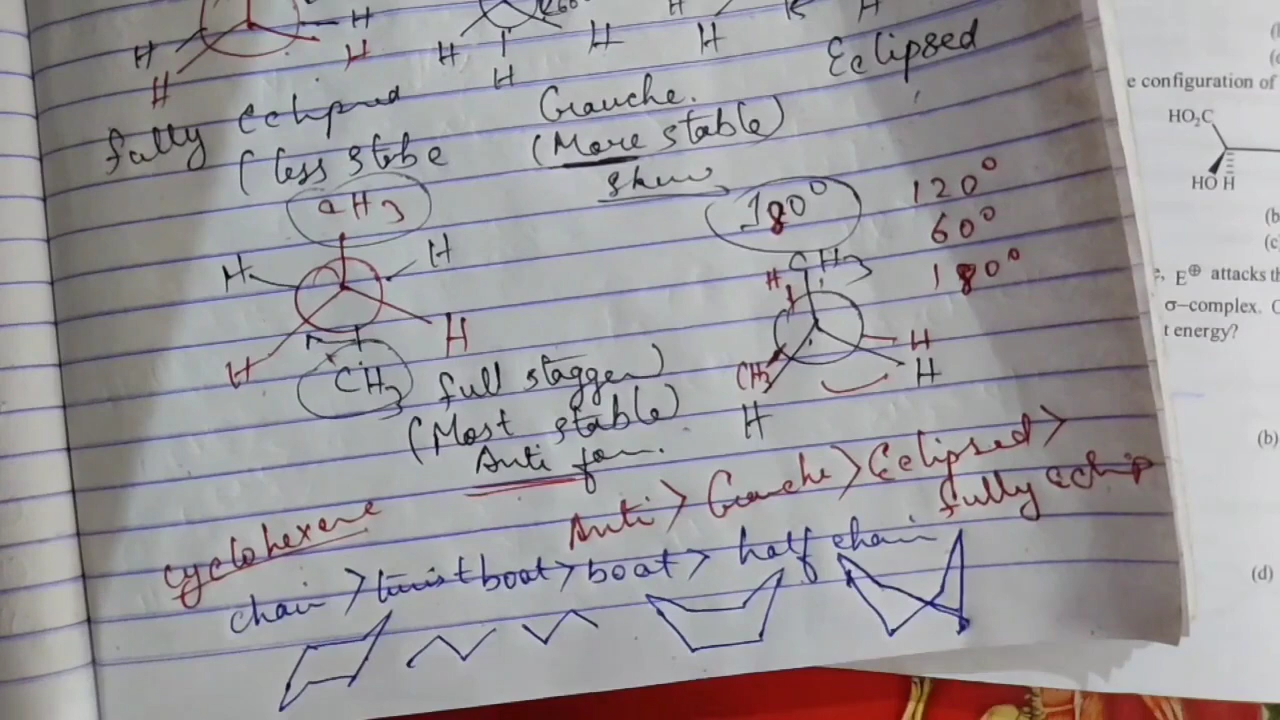 H
H H
H H H H
H H
Eclipsed
fully Eclipsed
Gauche.
(less stabe
(More stable)
skew
CH3
180°
120°
60°
180°
H H
CH3
H
H H
H
H
CH3
CH3
H
full stagger)
(Most stable)
Anti form.
cyclohexene
Anti > Gauche > Eclipsed >
fully eclip
chair > twist boat > boat > half chair
e configuration of
HO₂C
HO H
(b
(c
E⊕ attacks th
σ–complex. C
t energy?
(b)
(d)